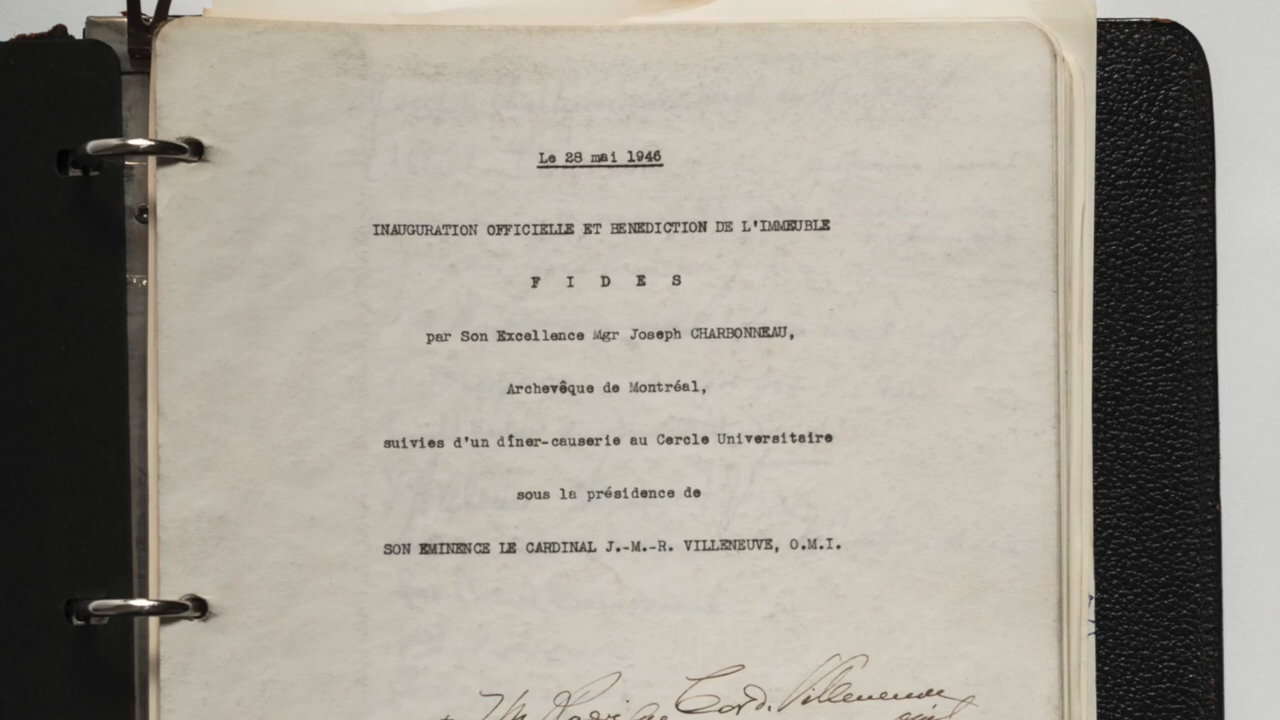 Le 28 mai 1946
INAUGURATION OFFICIELLE ET BENEDICTION DE L'IMMEUBLE
F I D E S
par Son Excellence Mgr Joseph CHARBONNEAU,
Archevêque de Montréal,
suivies d'un dîner-causerie au Cercle Universitaire
sous la présidence de
SON EMINENCE LE CARDINAL J.-M.-R. VILLENEUVE, O.M.I.
Card. Villeneuve